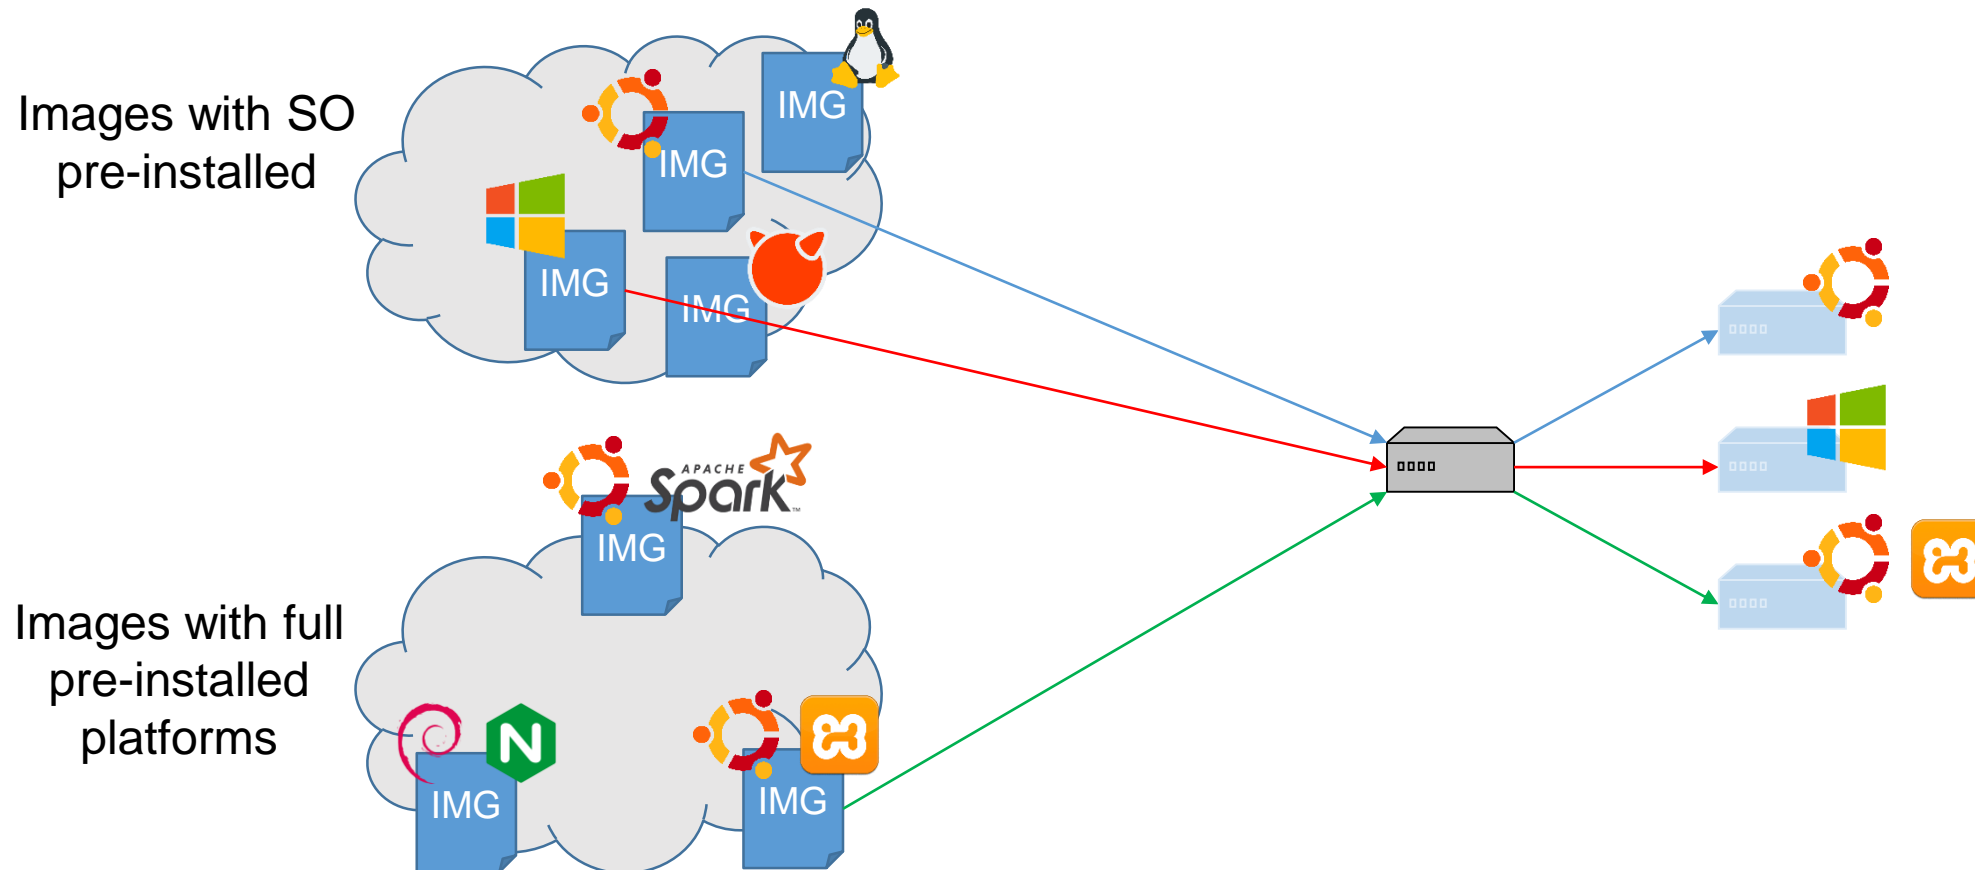 Images with SO
pre-installed
IMG
IMG
IMG
IMG
APACHE
Spark™
IMG
Images with full
pre-installed
platforms
N
IMG
IMG